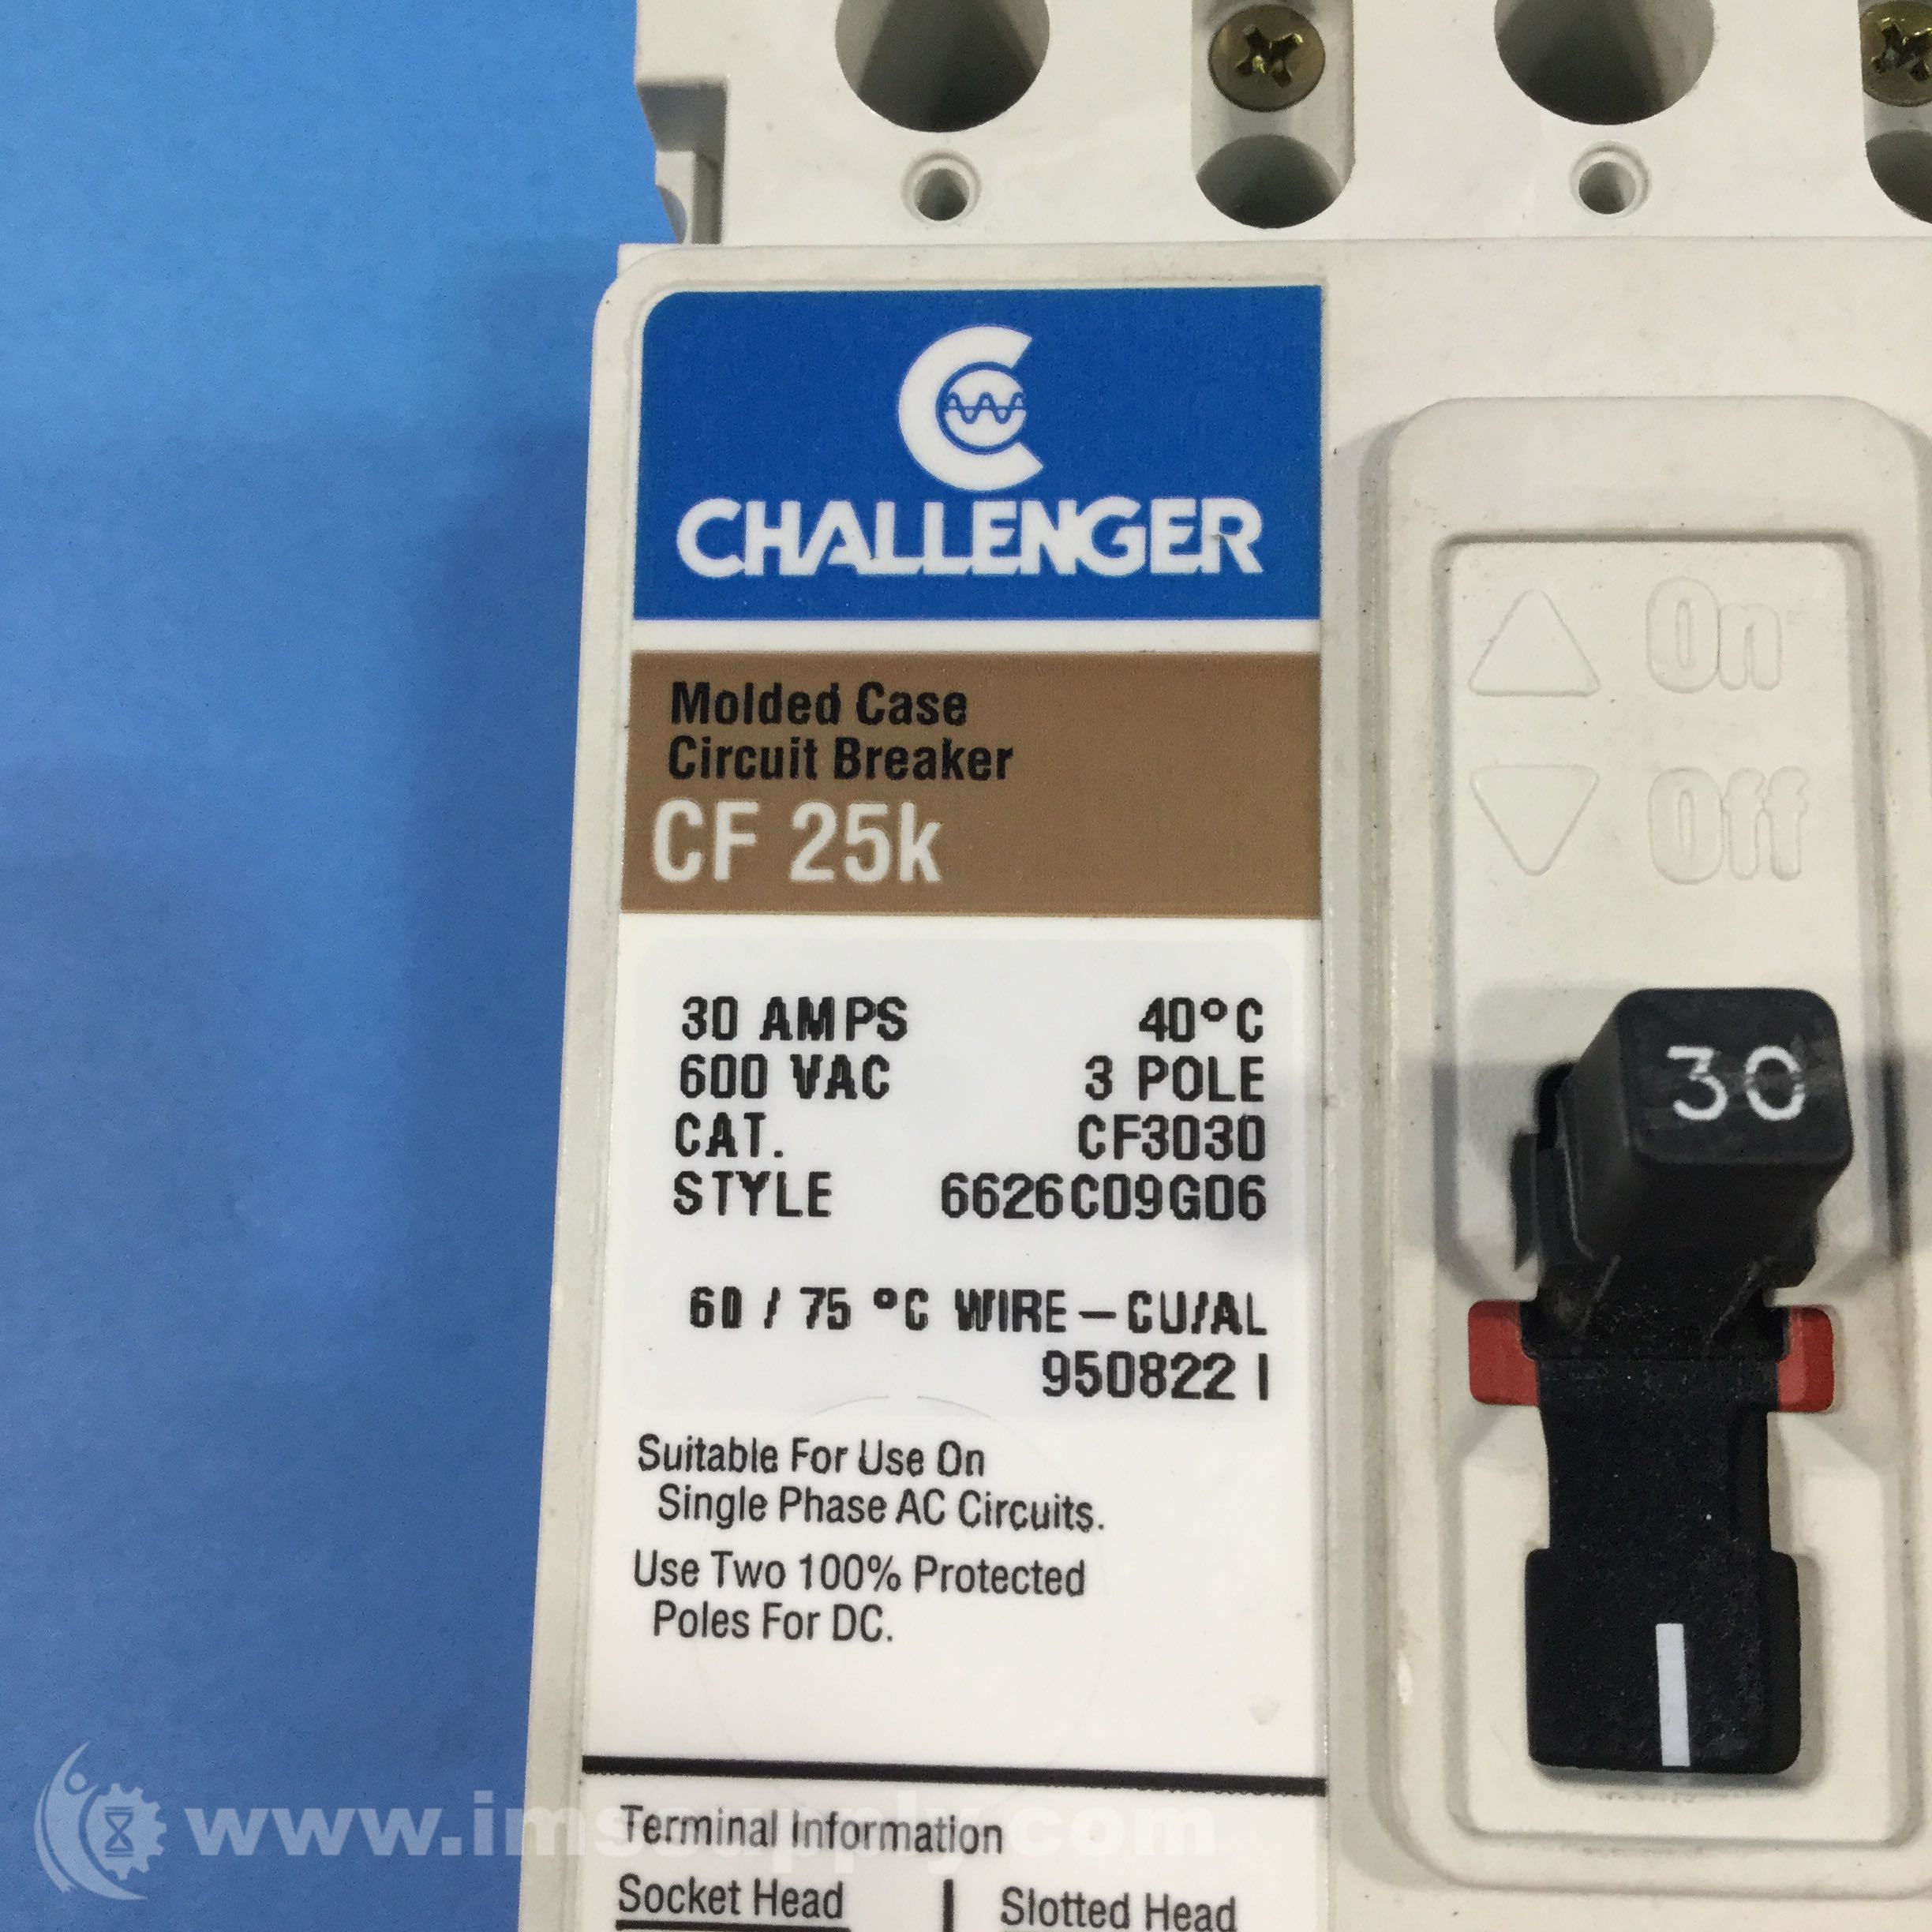 CHALLENGER
Molded Case
Circuit Breaker
CF 25k
30 AMPS 40°C
600 VAC 3 POLE
CAT. CF3030
STYLE 6626C09G06
60 / 75 °C WIRE – CU/AL
950822 I
Suitable For Use On
Single Phase AC Circuits.
Use Two 100% Protected
Poles For DC.
Terminal Information
Socket Head
Slotted Head
On
Off
30
www.imssupply.com